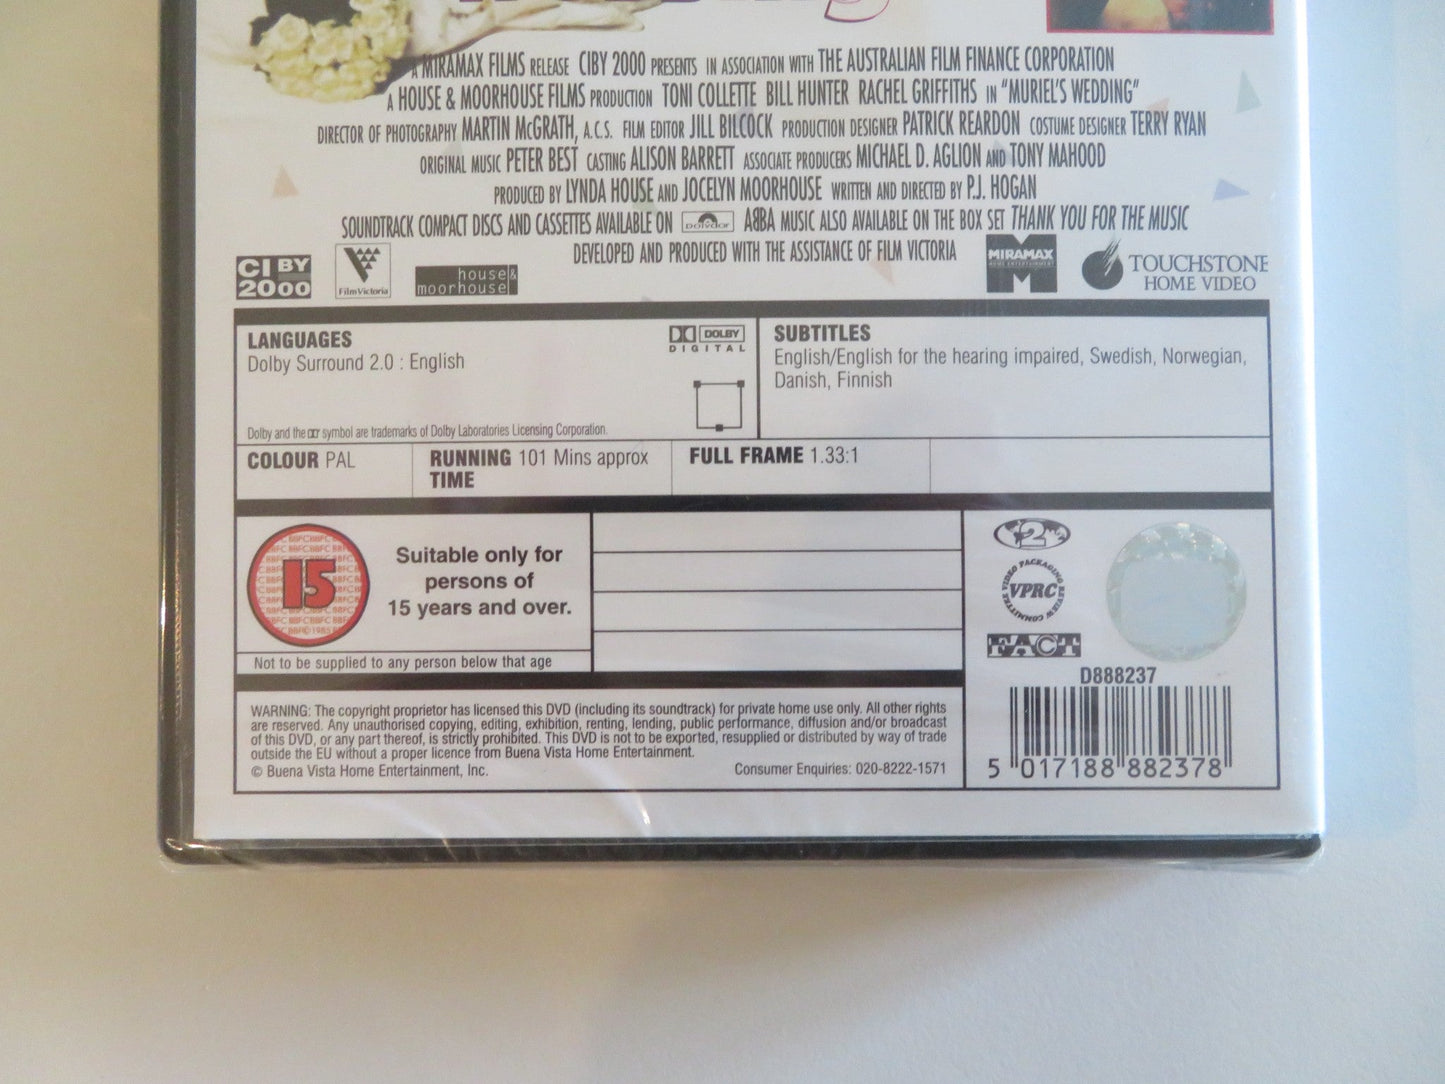 A MIRAMAX FILMS RELEASE CIBY 2000 PRESENTS IN ASSOCIATION WITH THE AUSTRALIAN FILM FINANCE CORPORATION
A HOUSE & MOORHOUSE FILMS PRODUCTION TONI COLLETTE BILL HUNTER RACHEL GRIFFITHS IN "MURIEL'S WEDDING"
DIRECTOR OF PHOTOGRAPHY MARTIN McGRATH, A.C.S. FILM EDITOR JILL BILCOCK PRODUCTION DESIGNER PATRICK REARDON COSTUME DESIGNER TERRY RYAN
ORIGINAL MUSIC PETER BEST CASTING ALISON BARRETT ASSOCIATE PRODUCERS MICHAEL D. AGLION AND TONY MAHOOD
PRODUCED BY LYNDA HOUSE AND JOCELYN MOORHOUSE WRITTEN AND DIRECTED BY P.J. HOGAN
SOUNDTRACK COMPACT DISCS AND CASSETTES AVAILABLE ON Polydor ABBA MUSIC ALSO AVAILABLE ON THE BOX SET THANK YOU FOR THE MUSIC
DEVELOPED AND PRODUCED WITH THE ASSISTANCE OF FILM VICTORIA
CIBY
2000
Film Victoria
house &
moorhouse
MIRAMAX
HOME ENTERTAINMENT
TOUCHSTONE
HOME VIDEO
LANGUAGES
Dolby Surround 2.0 : English
DOLBY
DIGITAL
Dolby and the symbol are trademarks of Dolby Laboratories Licensing Corporation.
SUBTITLES
English/English for the hearing impaired, Swedish, Norwegian,
Danish, Finnish
COLOUR PAL
RUNNING 101 Mins approx
TIME
FULL FRAME 1.33:1
15
Suitable only for
persons of
15 years and over.
Not to be supplied to any person below that age
2
VIDEO PACKAGING REVIEW COMMITTEE
VPRC
FACT
D888237
5 017188 882378
WARNING: The copyright proprietor has licensed this DVD (including its soundtrack) for private home use only. All other rights
are reserved. Any unauthorised copying, editing, exhibition, renting, lending, public performance, diffusion and/or broadcast
of this DVD, or any part thereof, is strictly prohibited. This DVD is not to be exported, resupplied or distributed by way of trade
outside the EU without a proper licence from Buena Vista Home Entertainment.
© Buena Vista Home Entertainment, Inc.
Consumer Enquiries: 020-8222-1571